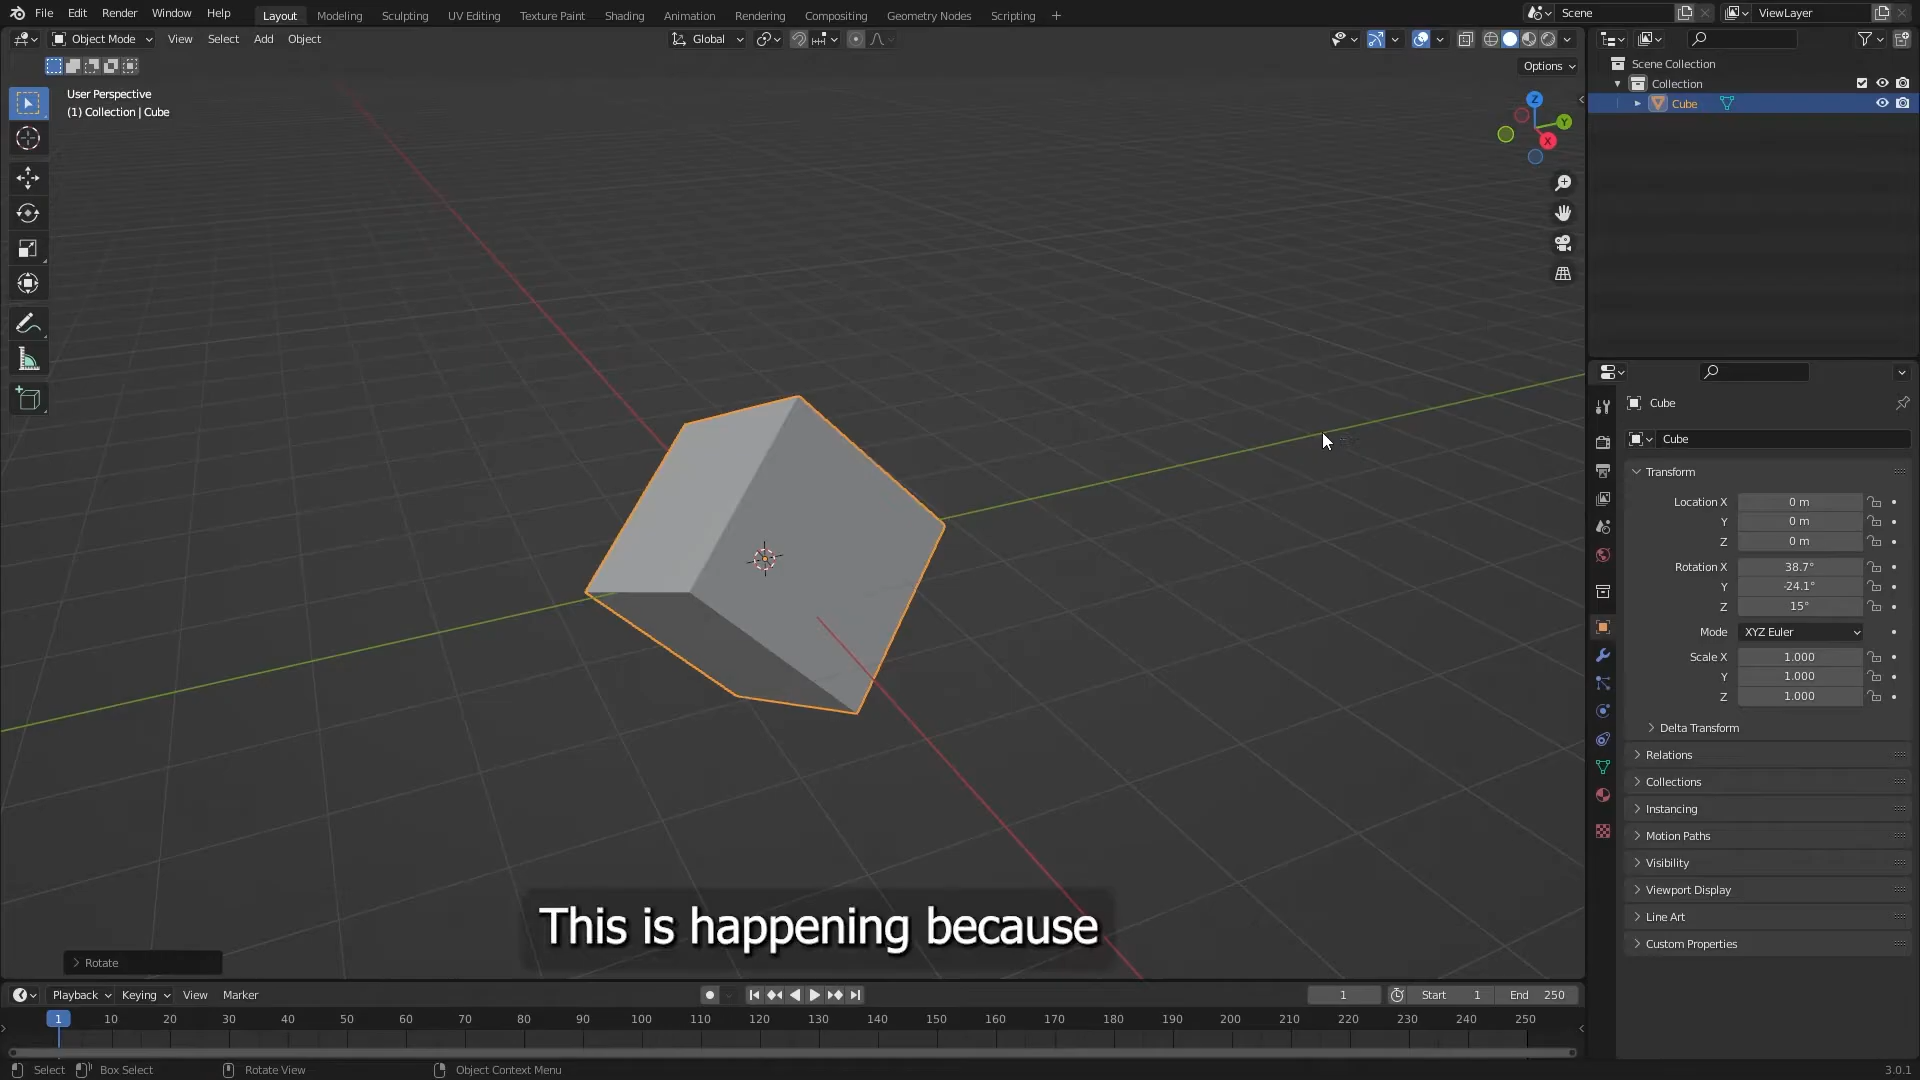 File Edit Render Window Help Layout Modeling Sculpting UV Editing Texture Paint Shading Animation Rendering Compositing Geometry Nodes Scripting + Scene ViewLayer
Object Mode View Select Add Object Global
Options
User Perspective
(1) Collection | Cube
Z
Y
X
Scene Collection
Collection
Cube
Cube
Cube
Transform
Location X 0 m
Y 0 m
Z 0 m
Rotation X 38.7°
Y -24.1°
Z 15°
Mode XYZ Euler
Scale X 1.000
Y 1.000
Z 1.000
Delta Transform
Relations
Collections
Instancing
Motion Paths
Visibility
Viewport Display
Line Art
Custom Properties
This is happening because
Rotate
Playback Keying View Marker 1 Start 1 End 250
1 10 20 30 40 50 60 70 80 90 100 110 120 130 140 150 160 170 180 190 200 210 220 230 240 250
Select Box Select Rotate View Object Context Menu 3.0.1